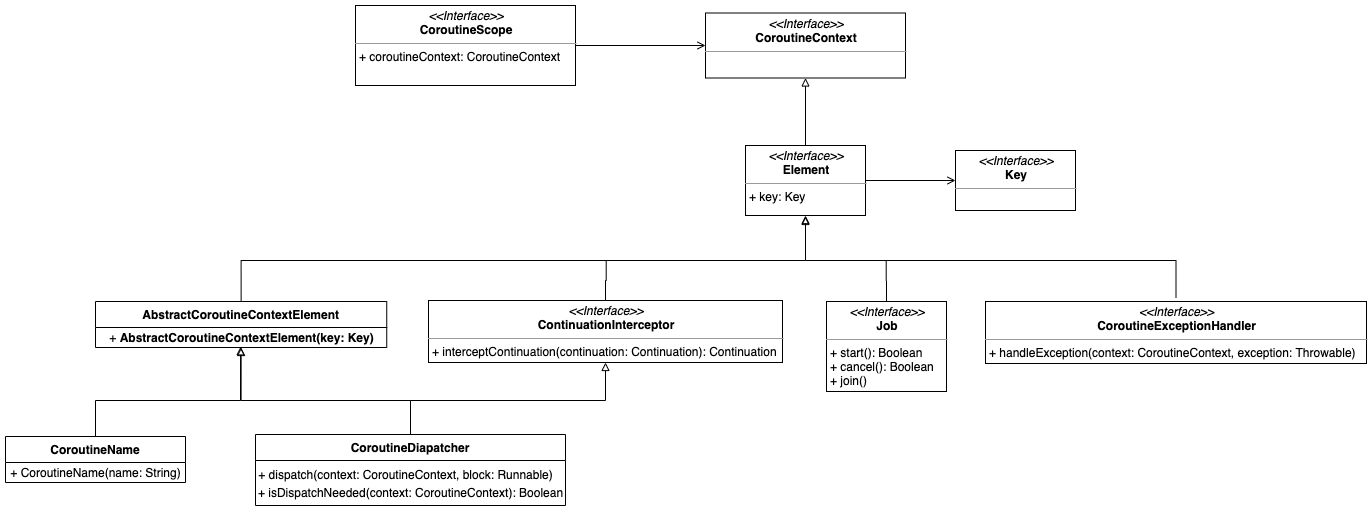 <<Interface>>
CoroutineScope
+ coroutineContext: CoroutineContext
<<Interface>>
CoroutineContext
<<Interface>>
Element
+ key: Key
<<Interface>>
Key
AbstractCoroutineContextElement
+ AbstractCoroutineContextElement(key: Key)
<<Interface>>
ContinuationInterceptor
+ interceptContinuation(continuation: Continuation): Continuation
<<Interface>>
Job
+ start(): Boolean
+ cancel(): Boolean
+ join()
<<Interface>>
CoroutineExceptionHandler
+ handleException(context: CoroutineContext, exception: Throwable)
CoroutineName
+ CoroutineName(name: String)
CoroutineDiapatcher
+ dispatch(context: CoroutineContext, block: Runnable)
+ isDispatchNeeded(context: CoroutineContext): Boolean